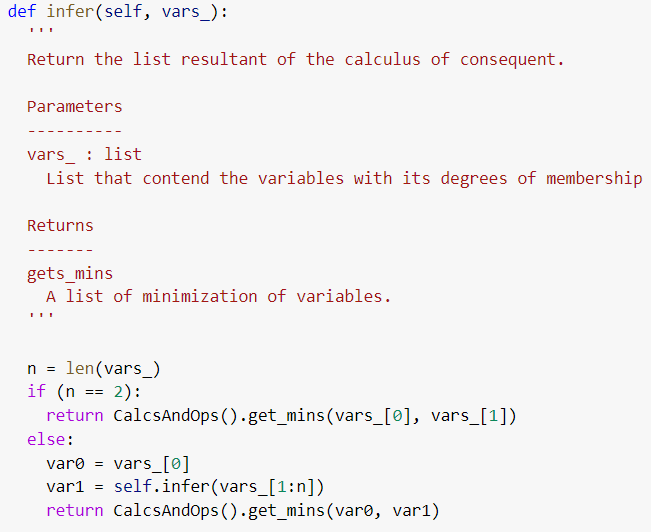 def infer(self, vars_):
  '''
  Return the list resultant of the calculus of consequent.

  Parameters
  ----------
  vars_ : list
    List that contend the variables with its degrees of membership

  Returns
  -------
  gets_mins
    A list of minimization of variables.
  '''

  n = len(vars_)
  if (n == 2):
    return CalcsAndOps().get_mins(vars_[0], vars_[1])
  else:
    var0 = vars_[0]
    var1 = self.infer(vars_[1:n])
    return CalcsAndOps().get_mins(var0, var1)